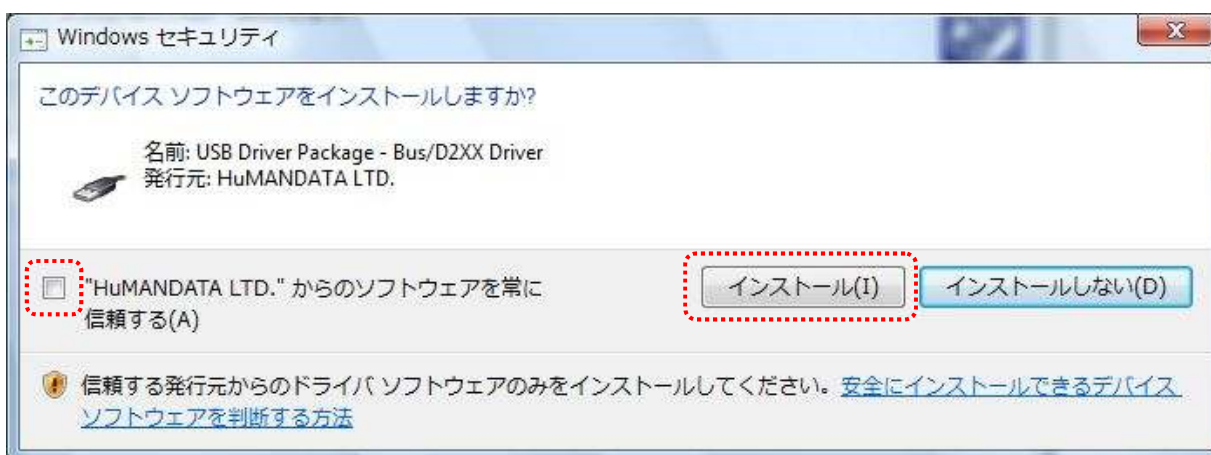 Windows セキュリティ
このデバイス ソフトウェアをインストールしますか?
名前: USB Driver Package - Bus/D2XX Driver
発行元: HuMANDATA LTD.
"HuMANDATA LTD." からのソフトウェアを常に
信頼する(A)
インストール(I)
インストールしない(D)
信頼する発行元からのドライバ ソフトウェアのみをインストールしてください。安全にインストールできるデバイス
ソフトウェアを判断する方法